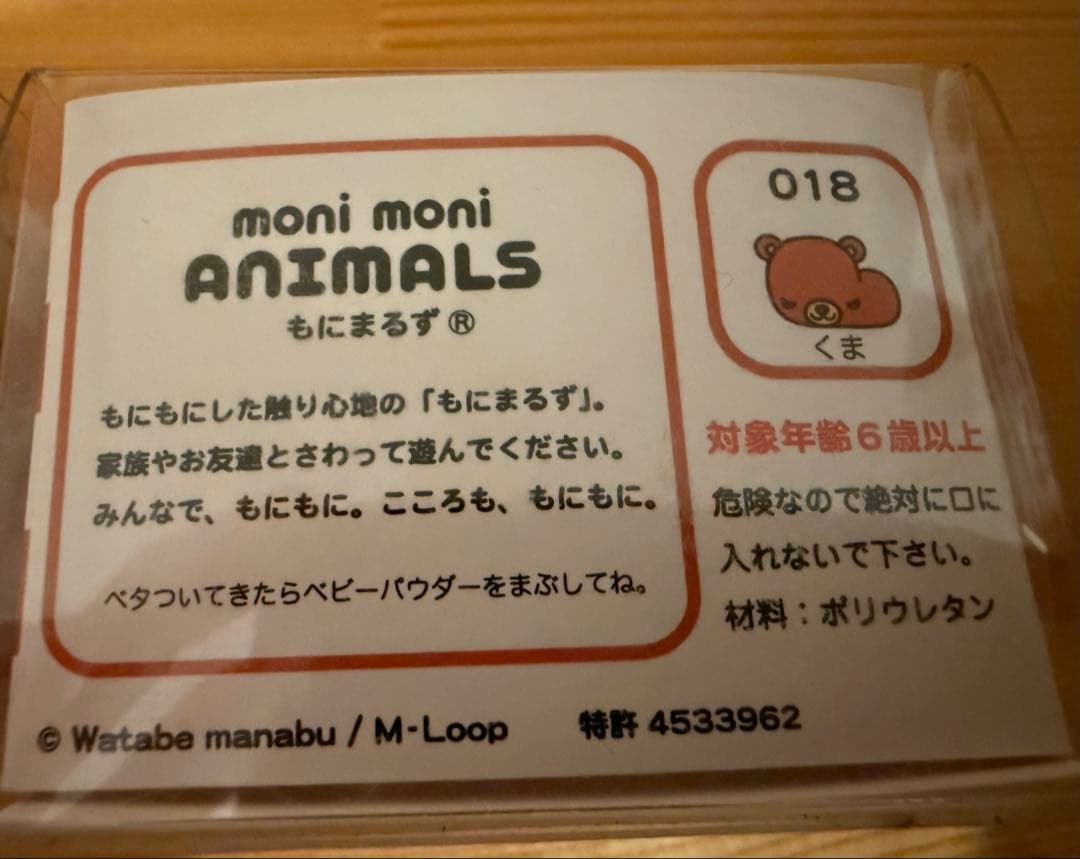 moni moni
ANIMALS
もにまるず®
もにもにした触り心地の「もにまるず」。
家族やお友達とさわって遊んでください。
みんなで、もにもに。こころも、もにもに。
ベタついてきたらベビーパウダーをまぶしてね。
018
くま
対象年齢6歳以上
危険なので絶対に口に
入れないで下さい。
材料：ポリウレタン
© Watabe manabu / M-Loop
特許 4533962